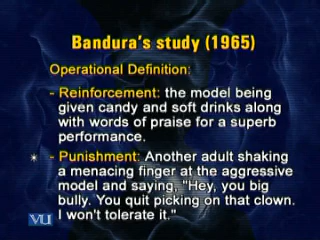 Bandura's study (1965)
Operational Definition:
- Reinforcement: the model being
given candy and soft drinks along
with words of praise for a superb
performance.
- Punishment: Another adult shaking
a menacing finger at the aggressive
model and saying, "Hey, you big
bully. You quit picking on that clown.
I won't tolerate it."
VU